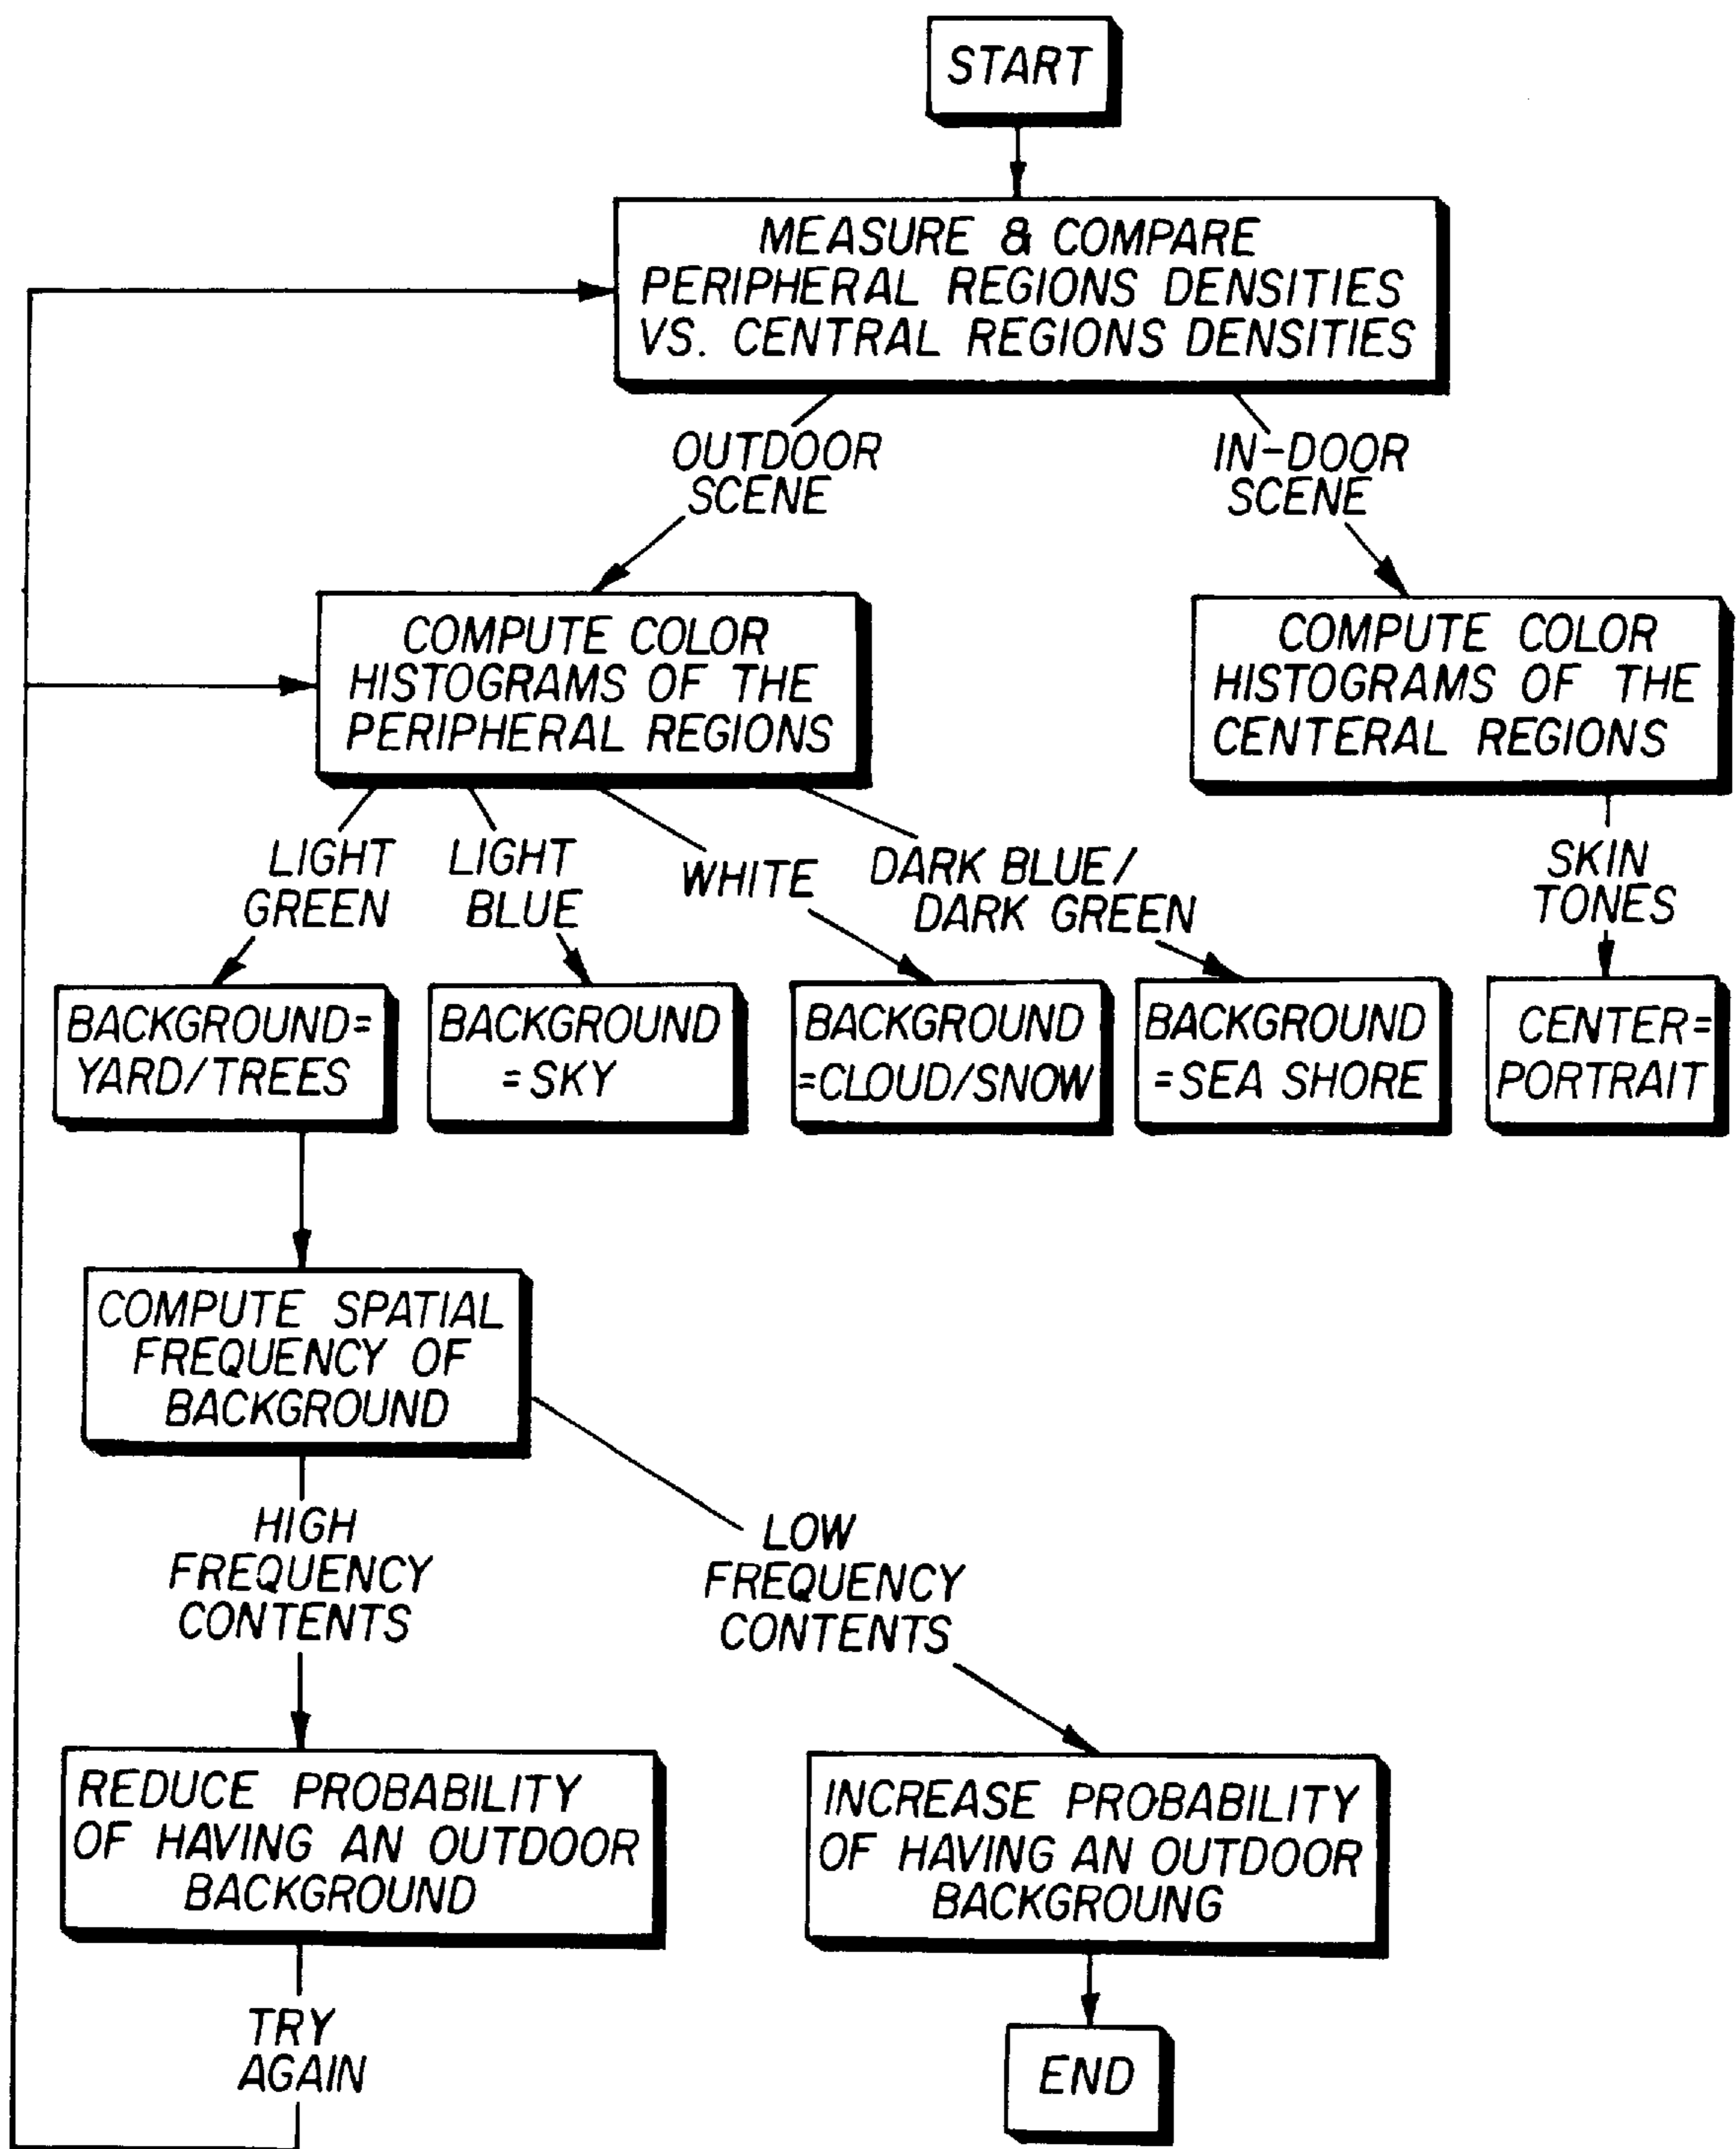 START
MEASURE & COMPARE
PERIPHERAL REGIONS DENSITIES
VS. CENTRAL REGIONS DENSITIES
OUTDOOR
SCENE
IN-DOOR
SCENE
COMPUTE COLOR
HISTOGRAMS OF THE
PERIPHERAL REGIONS
COMPUTE COLOR
HISTOGRAMS OF THE
CENTERAL REGIONS
LIGHT
GREEN
LIGHT
BLUE
WHITE
DARK BLUE/
DARK GREEN
SKIN
TONES
BACKGROUND=
YARD/TREES
BACKGROUND
=SKY
BACKGROUND
=CLOUD/SNOW
BACKGROUND
=SEA SHORE
CENTER=
PORTRAIT
COMPUTE SPATIAL
FREQUENCY OF
BACKGROUND
HIGH
FREQUENCY
CONTENTS
LOW
FREQUENCY
CONTENTS
REDUCE PROBABILITY
OF HAVING AN OUTDOOR
BACKGROUND
INCREASE PROBABILITY
OF HAVING AN OUTDOOR
BACKGROUNG
TRY
AGAIN
END